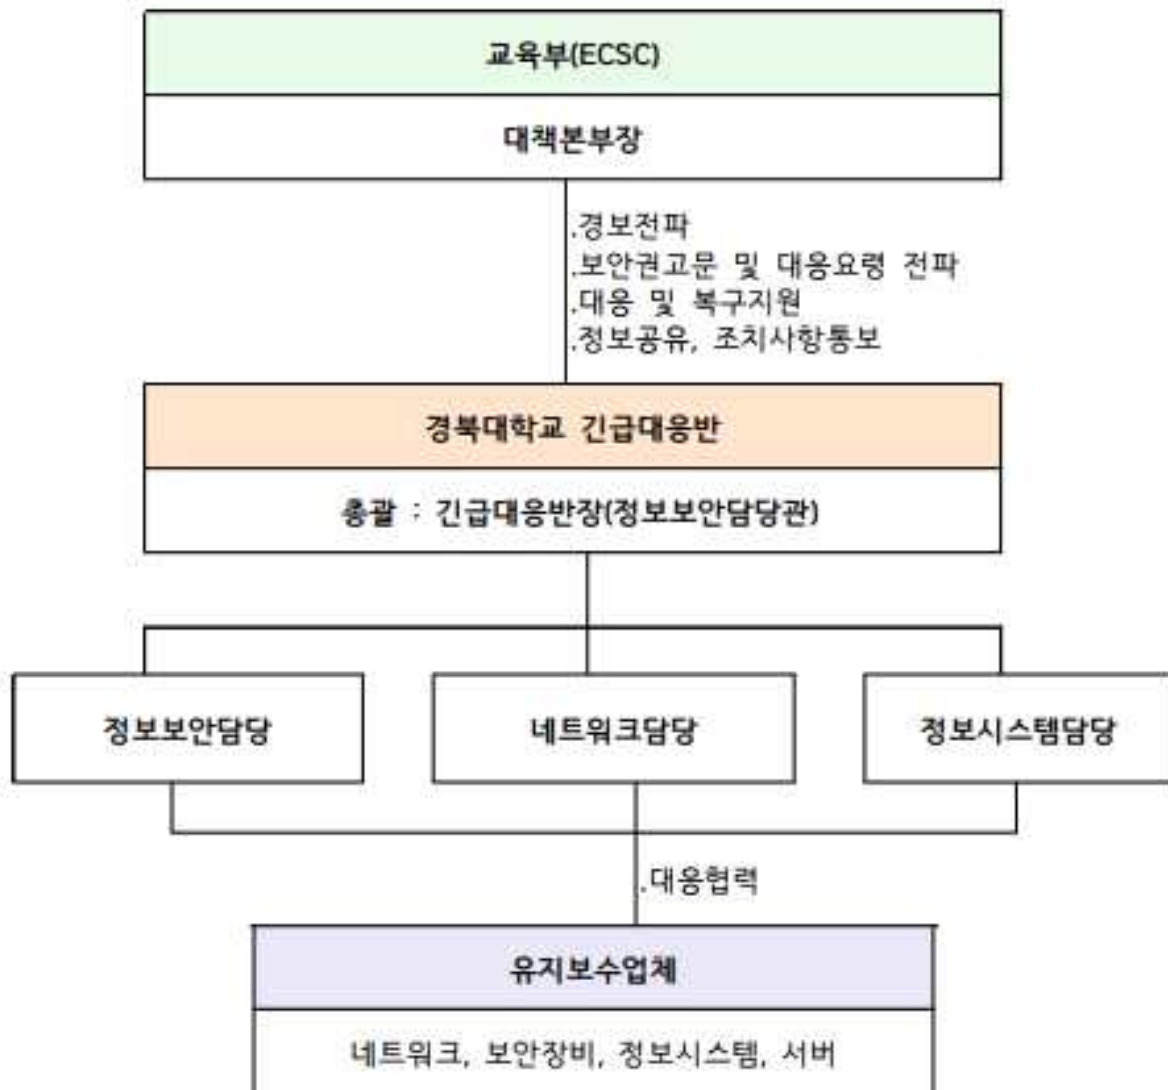 교육부(ECSC)
대책본부장
.경보전파
.보안권고문 및 대응요령 전파
.대응 및 복구지원
.정보공유, 조치사항통보
경북대학교 긴급대응반
총괄 : 긴급대응반장(정보보안담당관)
정보보안담당
네트워크담당
정보시스템담당
.대응협력
유지보수업체
네트워크, 보안장비, 정보시스템, 서버